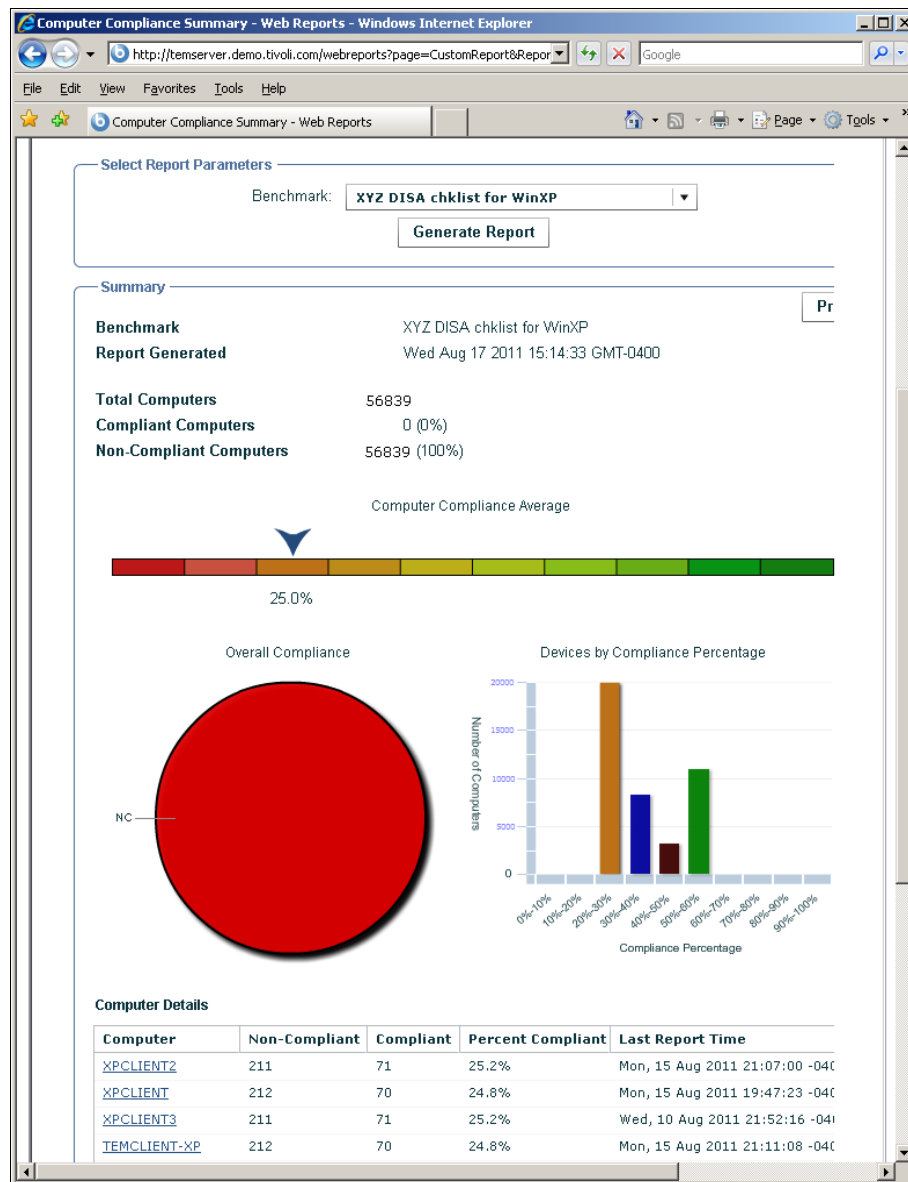 Computer Compliance Summary - Web Reports - Windows Internet Explorer
http://temserver.demo.tivoli.com/webreports?page=CustomReport&Repor
Google
File Edit View Favorites Tools Help
Computer Compliance Summary - Web Reports
Page Tools »
Select Report Parameters
Benchmark: XYZ DISA chklist for WinXP
Generate Report
Summary
Pr
Benchmark XYZ DISA chklist for WinXP
Report Generated Wed Aug 17 2011 15:14:33 GMT-0400
Total Computers 56839
Compliant Computers 0 (0%)
Non-Compliant Computers 56839 (100%)
Computer Compliance Average
25.0%
Overall Compliance
NC
Devices by Compliance Percentage
Number of Computers
20000
15000
10000
5000
0
0%-10% 10%-20% 20%-30% 30%-40% 40%-50% 50%-60% 60%-70% 70%-80% 80%-90% 90%-100%
Compliance Percentage
Computer Details
Computer Non-Compliant Compliant Percent Compliant Last Report Time
XPCLIENT2 211 71 25.2% Mon, 15 Aug 2011 21:07:00 -040
XPCLIENT 212 70 24.8% Mon, 15 Aug 2011 19:47:23 -040
XPCLIENT3 211 71 25.2% Wed, 10 Aug 2011 21:52:16 -040
TEMCLIENT-XP 212 70 24.8% Mon, 15 Aug 2011 21:11:08 -040